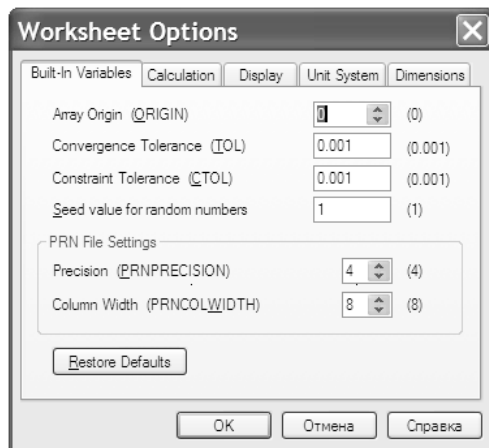 Worksheet Options
Built-In Variables Calculation Display Unit System Dimensions
Array Origin (ORIGIN) 0 (0)
Convergence Tolerance (TOL) 0.001 (0.001)
Constraint Tolerance (CTOL) 0.001 (0.001)
Seed value for random numbers 1 (1)
PRN File Settings
Precision (PRNPRECISION) 4 (4)
Column Width (PRNCOLWIDTH) 8 (8)
Restore Defaults
OK Отмена Справка